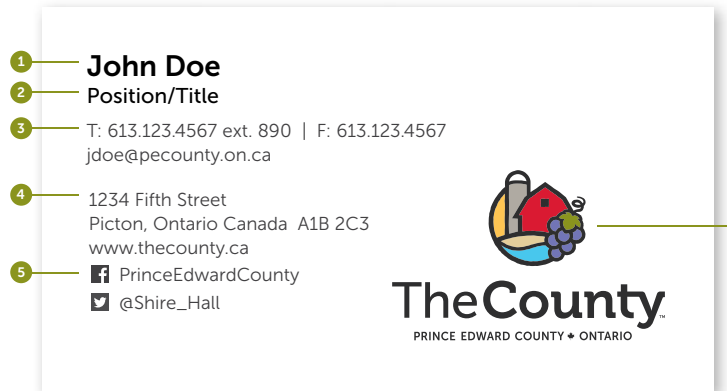 1
John Doe
2
Position/Title
3
T: 613.123.4567 ext. 890 | F: 613.123.4567
jdoe@pecounty.on.ca
4
1234 Fifth Street
Picton, Ontario Canada A1B 2C3
www.thecounty.ca
5
PrinceEdwardCounty
@Shire_Hall
TheCounty™
PRINCE EDWARD COUNTY ONTARIO